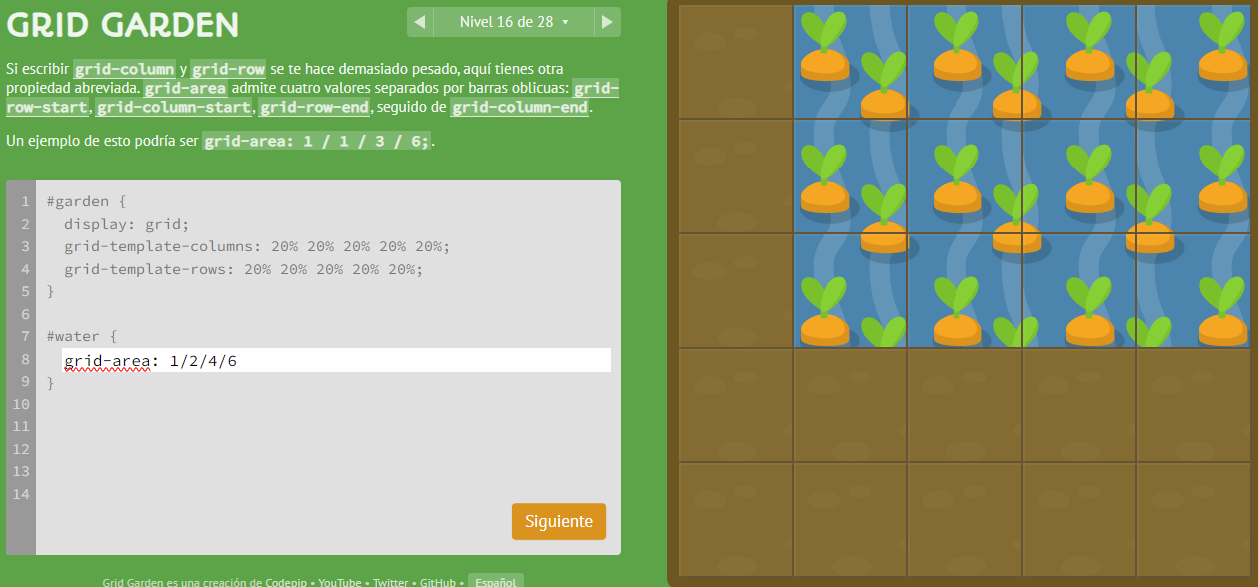 GRID GARDEN
Nivel 16 de 28
Si escribir grid-column y grid-row se te hace demasiado pesado, aquí tienes otra
propiedad abreviada. grid-area admite cuatro valores separados por barras oblicuas: grid-
row-start, grid-column-start, grid-row-end, seguido de grid-column-end.
Un ejemplo de esto podría ser grid-area: 1 / 1 / 3 / 6;.
1 #garden {
2 display: grid;
3 grid-template-columns: 20% 20% 20% 20% 20%;
4 grid-template-rows: 20% 20% 20% 20% 20%;
5 }
6
7 #water {
8 grid-area: 1/2/4/6
9 }
10
11
12
13
14
Siguiente
Grid Garden es una creación de Codepip • YouTube • Twitter • GitHub • Español